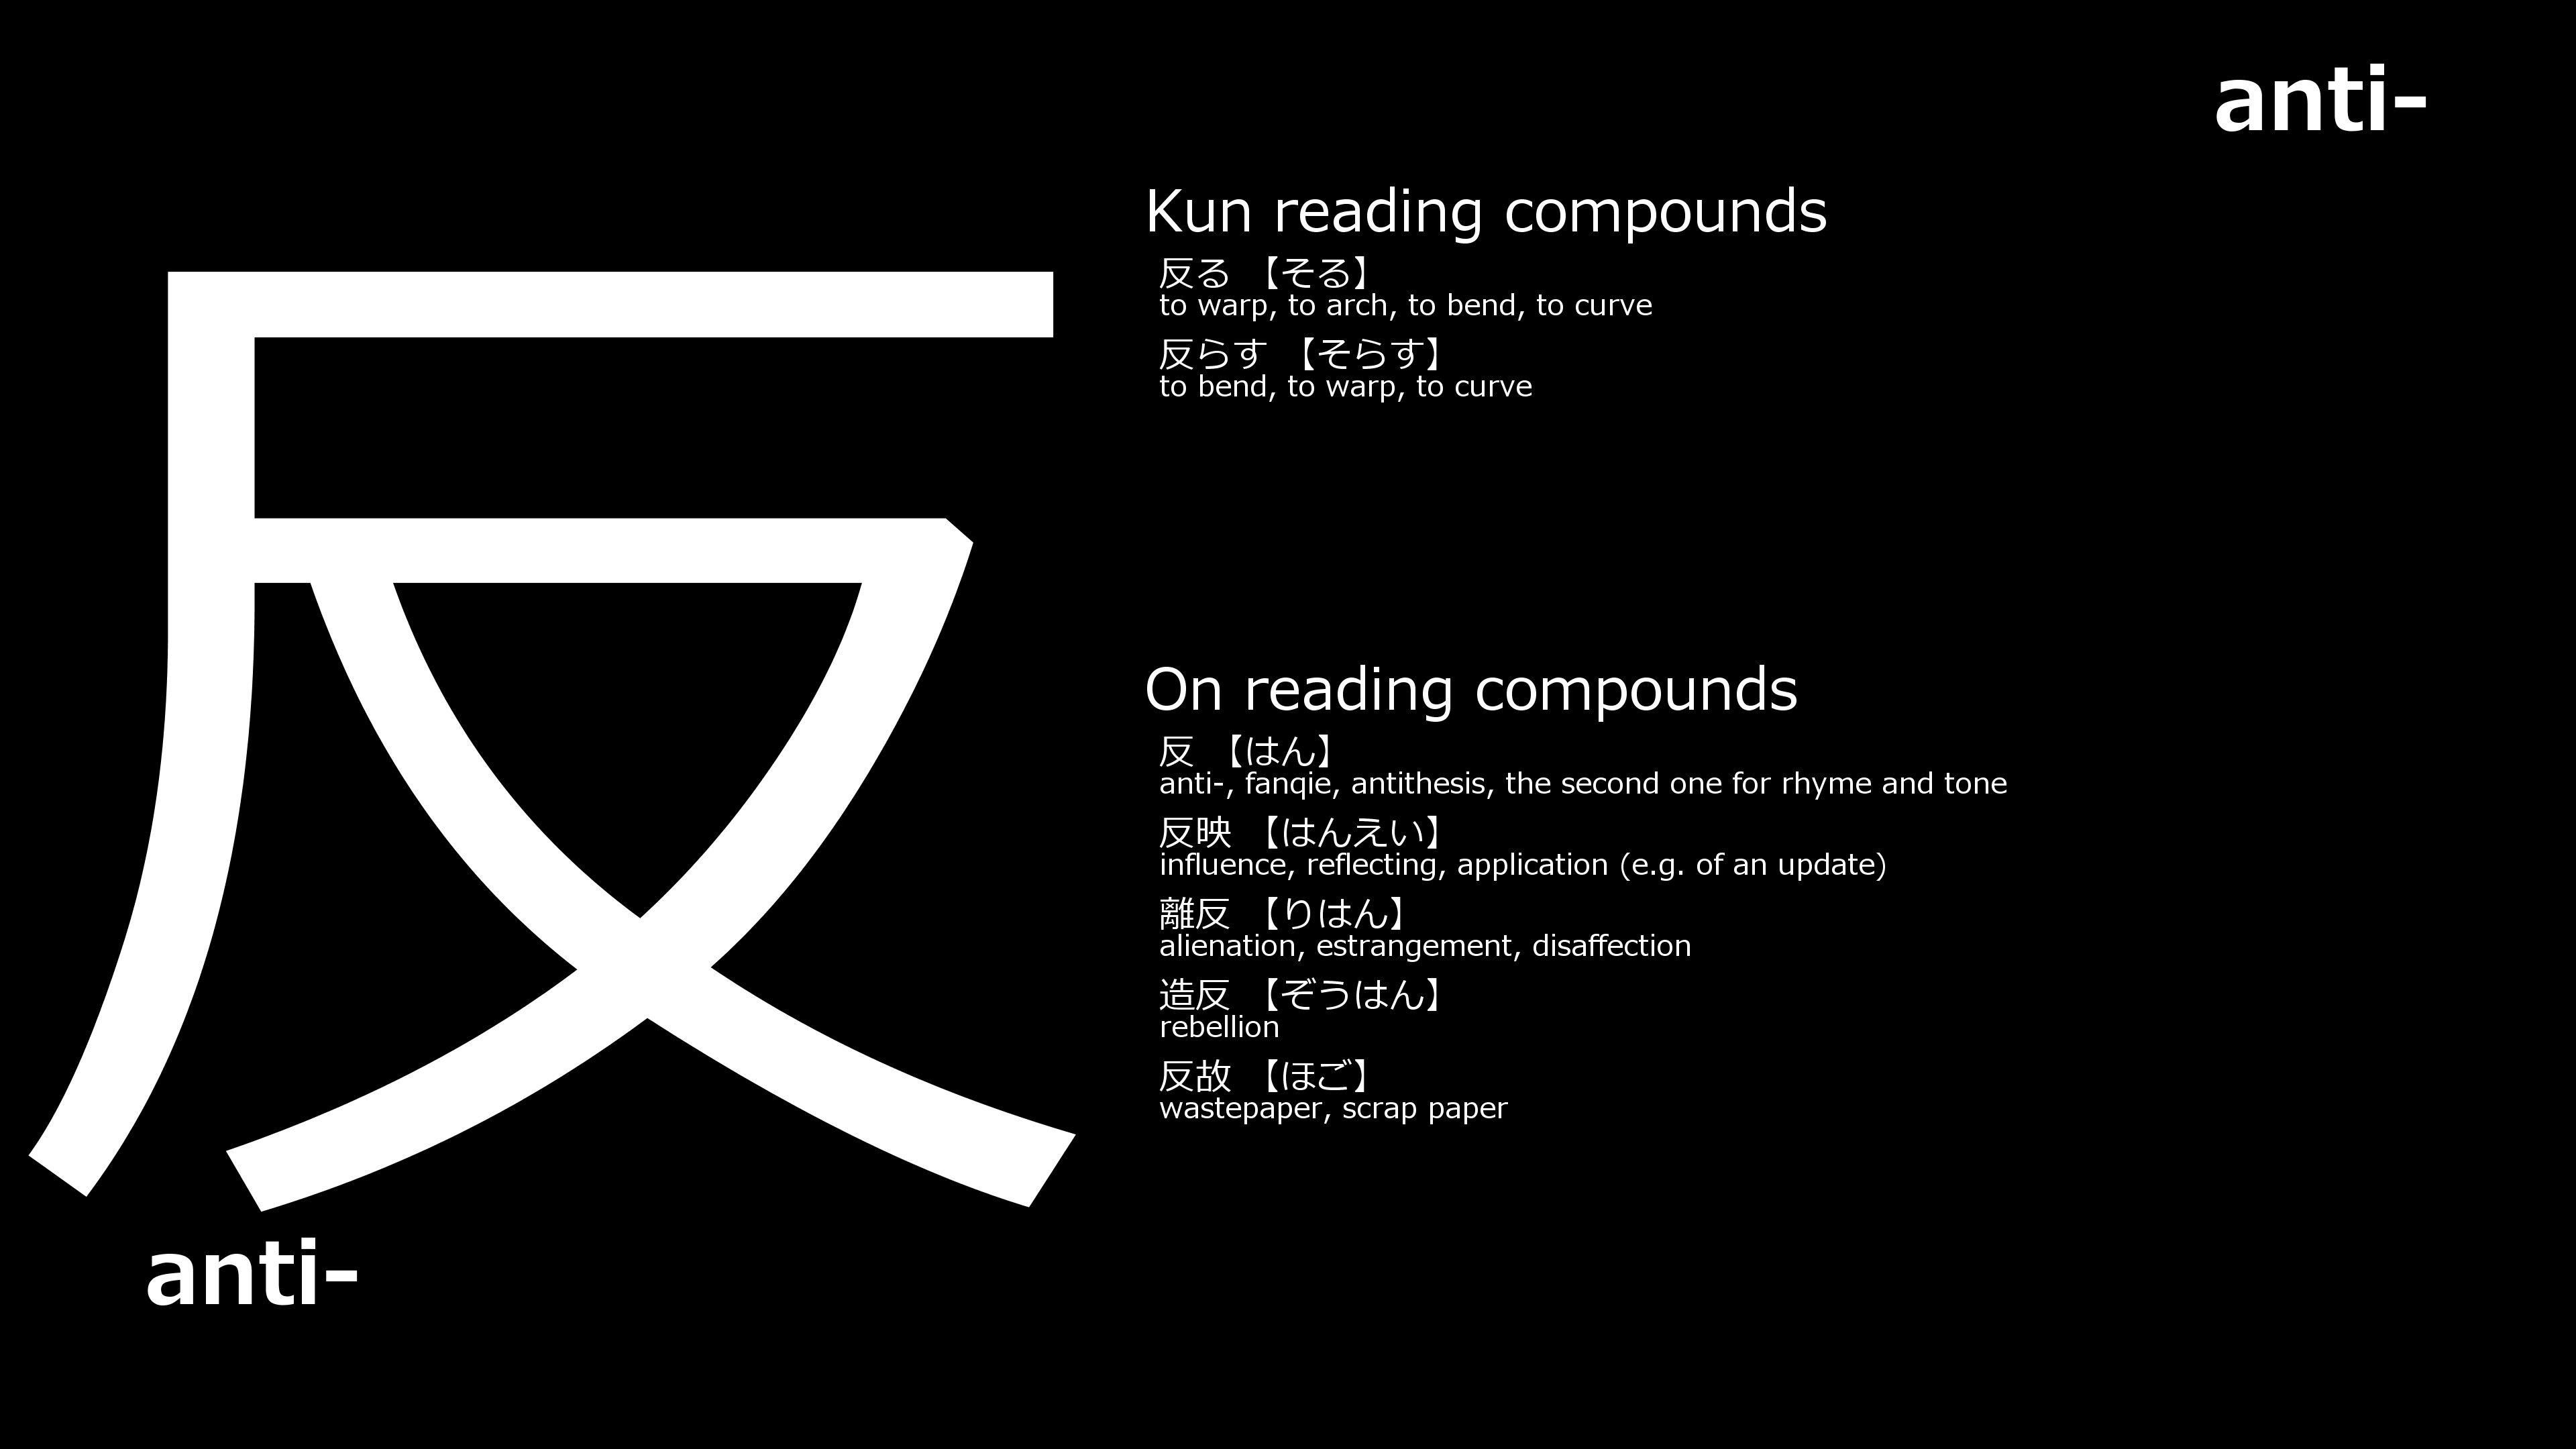 anti-
反
anti-
Kun reading compounds
反る 【そる】
to warp, to arch, to bend, to curve
反らす 【そらす】
to bend, to warp, to curve
On reading compounds
反 【はん】
anti-, fanqie, antithesis, the second one for rhyme and tone
反映 【はんえい】
influence, reflecting, application (e.g. of an update)
離反 【りはん】
alienation, estrangement, disaffection
造反 【ぞうはん】
rebellion
反故 【ほご】
wastepaper, scrap paper